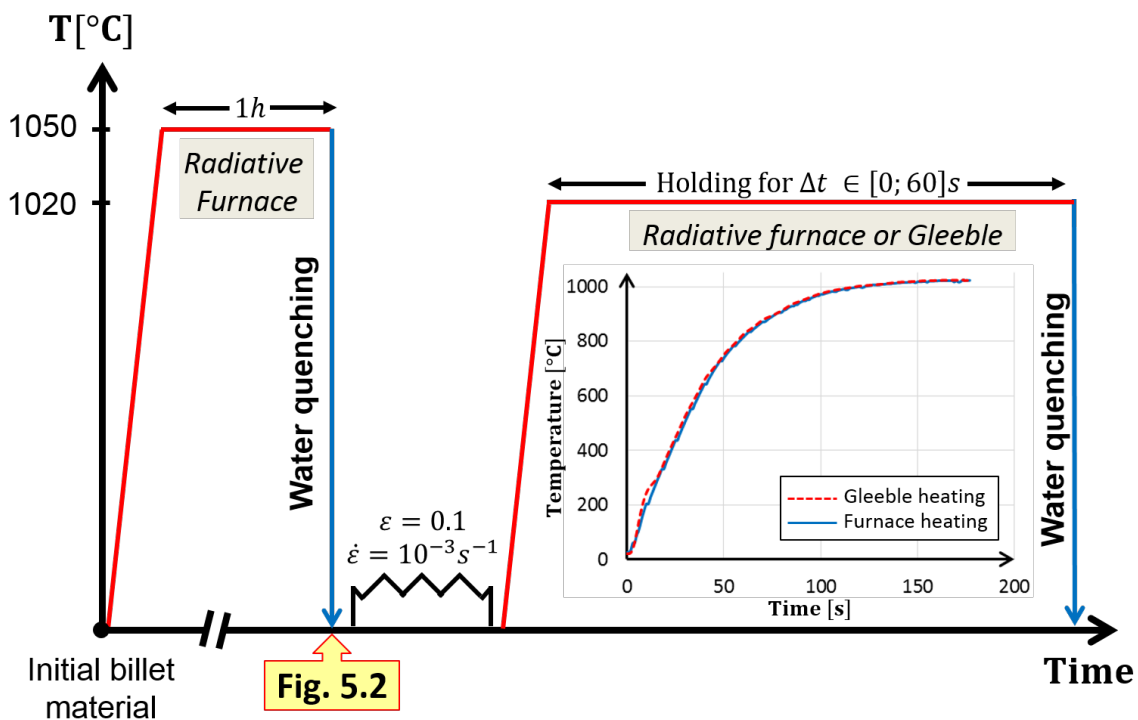 T[°C]
1050
1020
1h
Radiative
Furnace
Water quenching
Holding for Δt ∈ [0; 60]s
Radiative furnace or Gleeble
Temperature [°C]
1000
800
600
400
200
0
0
50
100
150
200
Time [s]
Gleeble heating
Furnace heating
Water quenching
ε = 0.1
ε̇ = 10⁻³s⁻¹
Initial billet
material
Fig. 5.2
Time